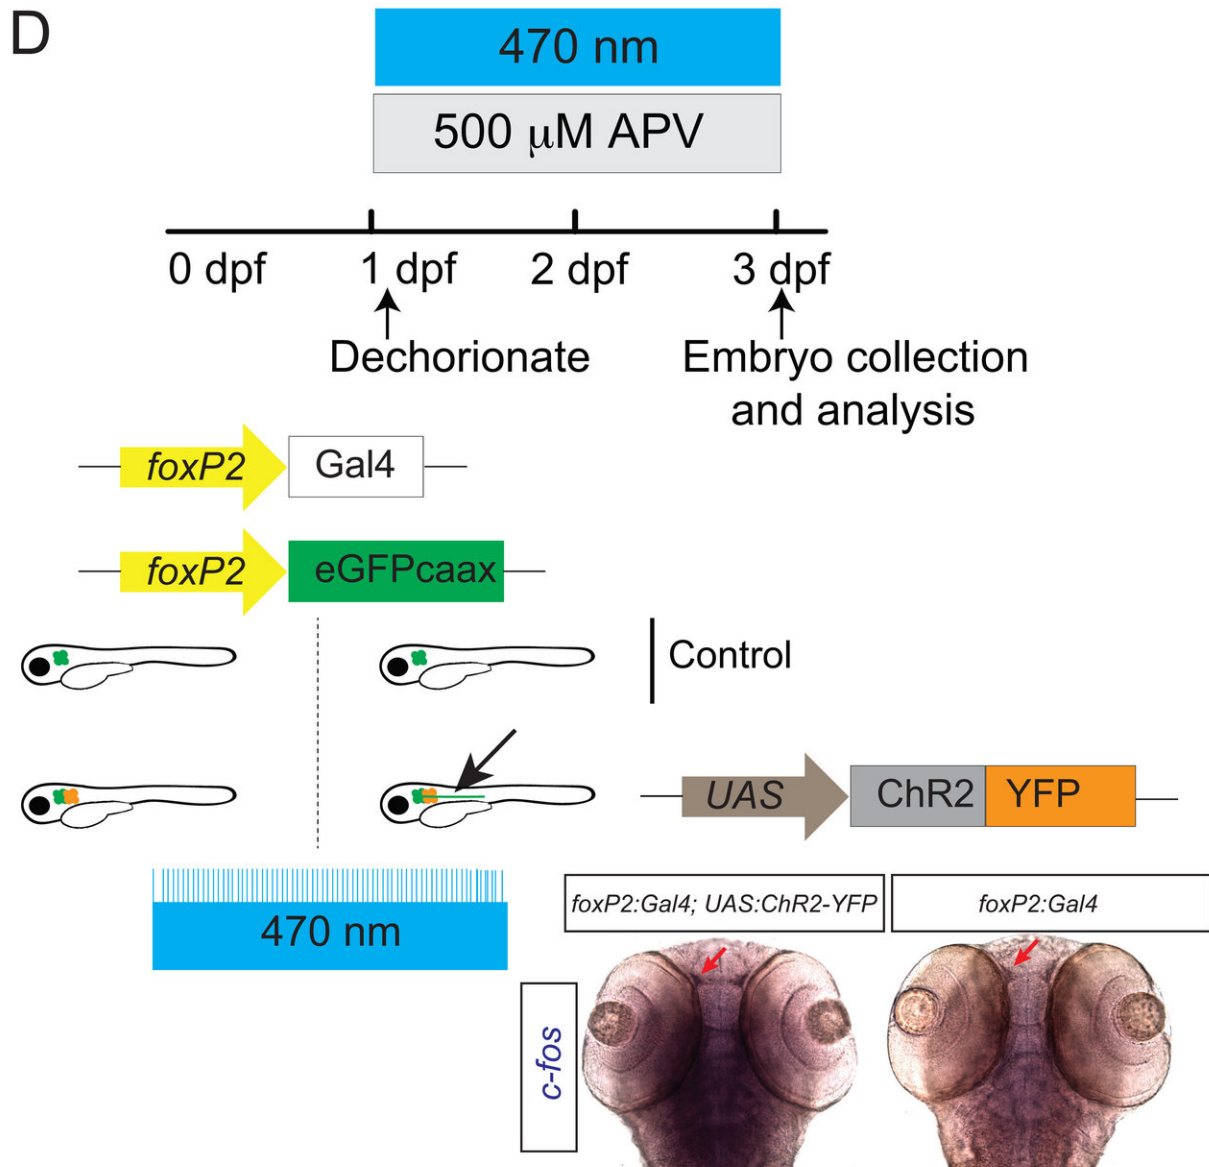 D
470 nm
500 μM APV
0 dpf 1 dpf 2 dpf 3 dpf
Dechorionate
Embryo collection
and analysis
foxP2 Gal4
foxP2 eGFPcaax
Control
UAS ChR2 YFP
470 nm
foxP2:Gal4; UAS:ChR2-YFP
foxP2:Gal4
c-fos